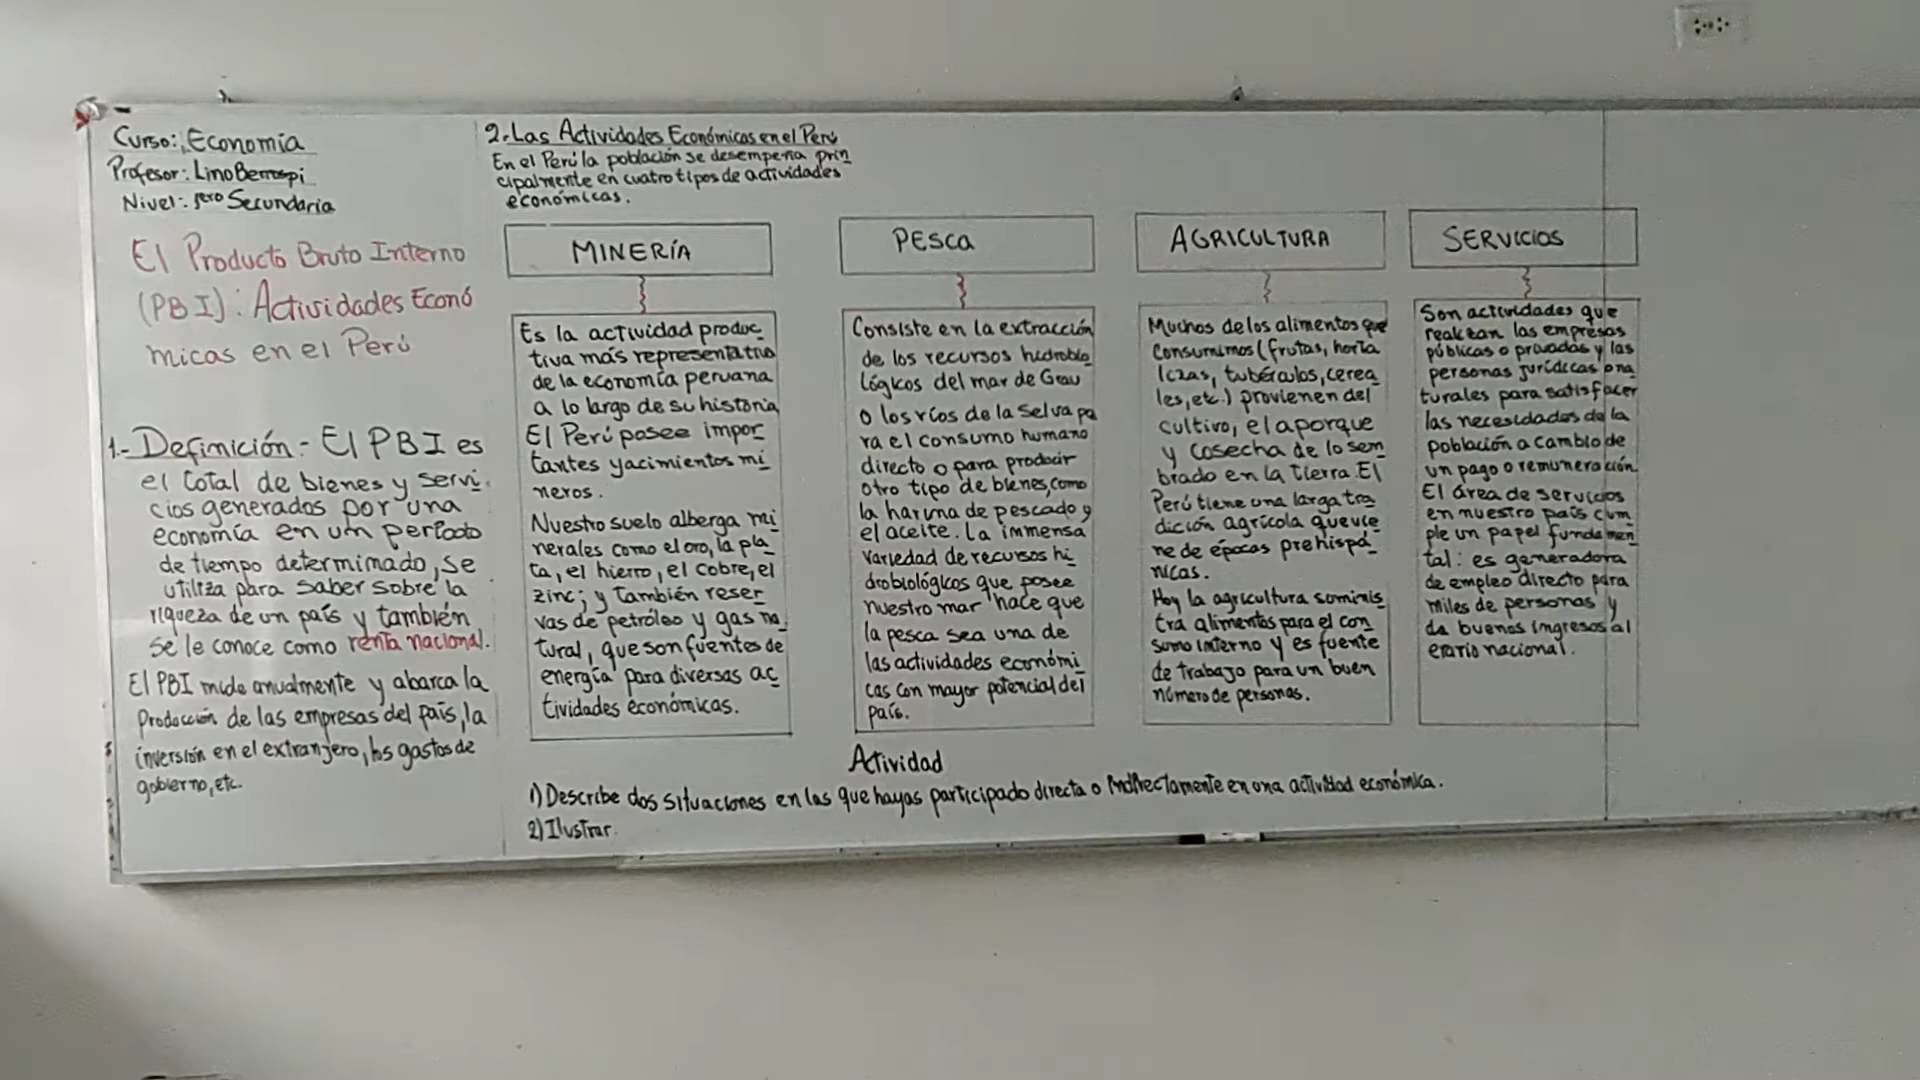 Curso: Economía
Profesor: Lino Berrospi
Nivel: 1ero Secundaria
El Producto Bruto Interno
(PBI): Actividades Econó
micas en el Perú
1.- Definición.- El PBI es
el total de bienes y servi
cios generados por una
economía en un período
de tiempo determinado, se
utiliza para saber sobre la
riqueza de un país y también
se le conoce como renta nacional.
El PBI mide anualmente y abarca la
Producción de las empresas del país, la
inversión en el extranjero, los gastos de
gobierno, etc.
2.- Las Actividades Económicas en el Perú
En el Perú la población se desempeña prin
cipalmente en cuatro tipos de actividades
económicas.
MINERÍA
Es la actividad produc
tiva más representativa
de la economía peruana
a lo largo de su historia
El Perú posee impor
tantes yacimientos mi
neros.
Nuestro suelo alberga mi
nerales como el oro, la pla
ta, el hierro, el cobre, el
zinc; y también reser
vas de petróleo y gas na
tural, que son fuentes de
energía para diversas ac
tividades económicas.
PESCA
Consiste en la extracción
de los recursos hidrobio
lógicos del mar de Grau
o los ríos de la Selva pa
ra el consumo humano
directo o para producir
otro tipo de bienes, como
la harina de pescado y
el aceite. La immensa
variedad de recursos hi
drobiológicos que posee
nuestro mar hace que
la pesca sea una de
las actividades económi
cas con mayor potencial del
país.
AGRICULTURA
Muchos de los alimentos que
Consumimos (frutas, horta
lizas, tubérculos, cerea
les, etc.) provienen del
cultivo, el aporque
y cosecha de lo sem
brado en la tierra. El
Perú tiene una larga tra
dición agrícola que vie
ne de épocas prehispá
nicas.
Hoy la agricultura suminis
tra alimentos para el con
sumo interno y es fuente
de trabajo para un buen
número de personas.
SERVICIOS
Son actividades que
realizan las empresas
públicas o privadas y las
personas jurídicas o na
turales para satisfacer
las necesidades de la
población a cambio de
un pago o remuneración.
El área de servicios
en nuestro país cum
ple un papel fundamen
tal: es generadora
de empleo directo para
miles de personas y
da buenos ingresos al
erario nacional.
Actividad
1) Describe dos situaciones en las que hayas participado directa o indirectamente en una actividad económica.
2) Ilustrar.